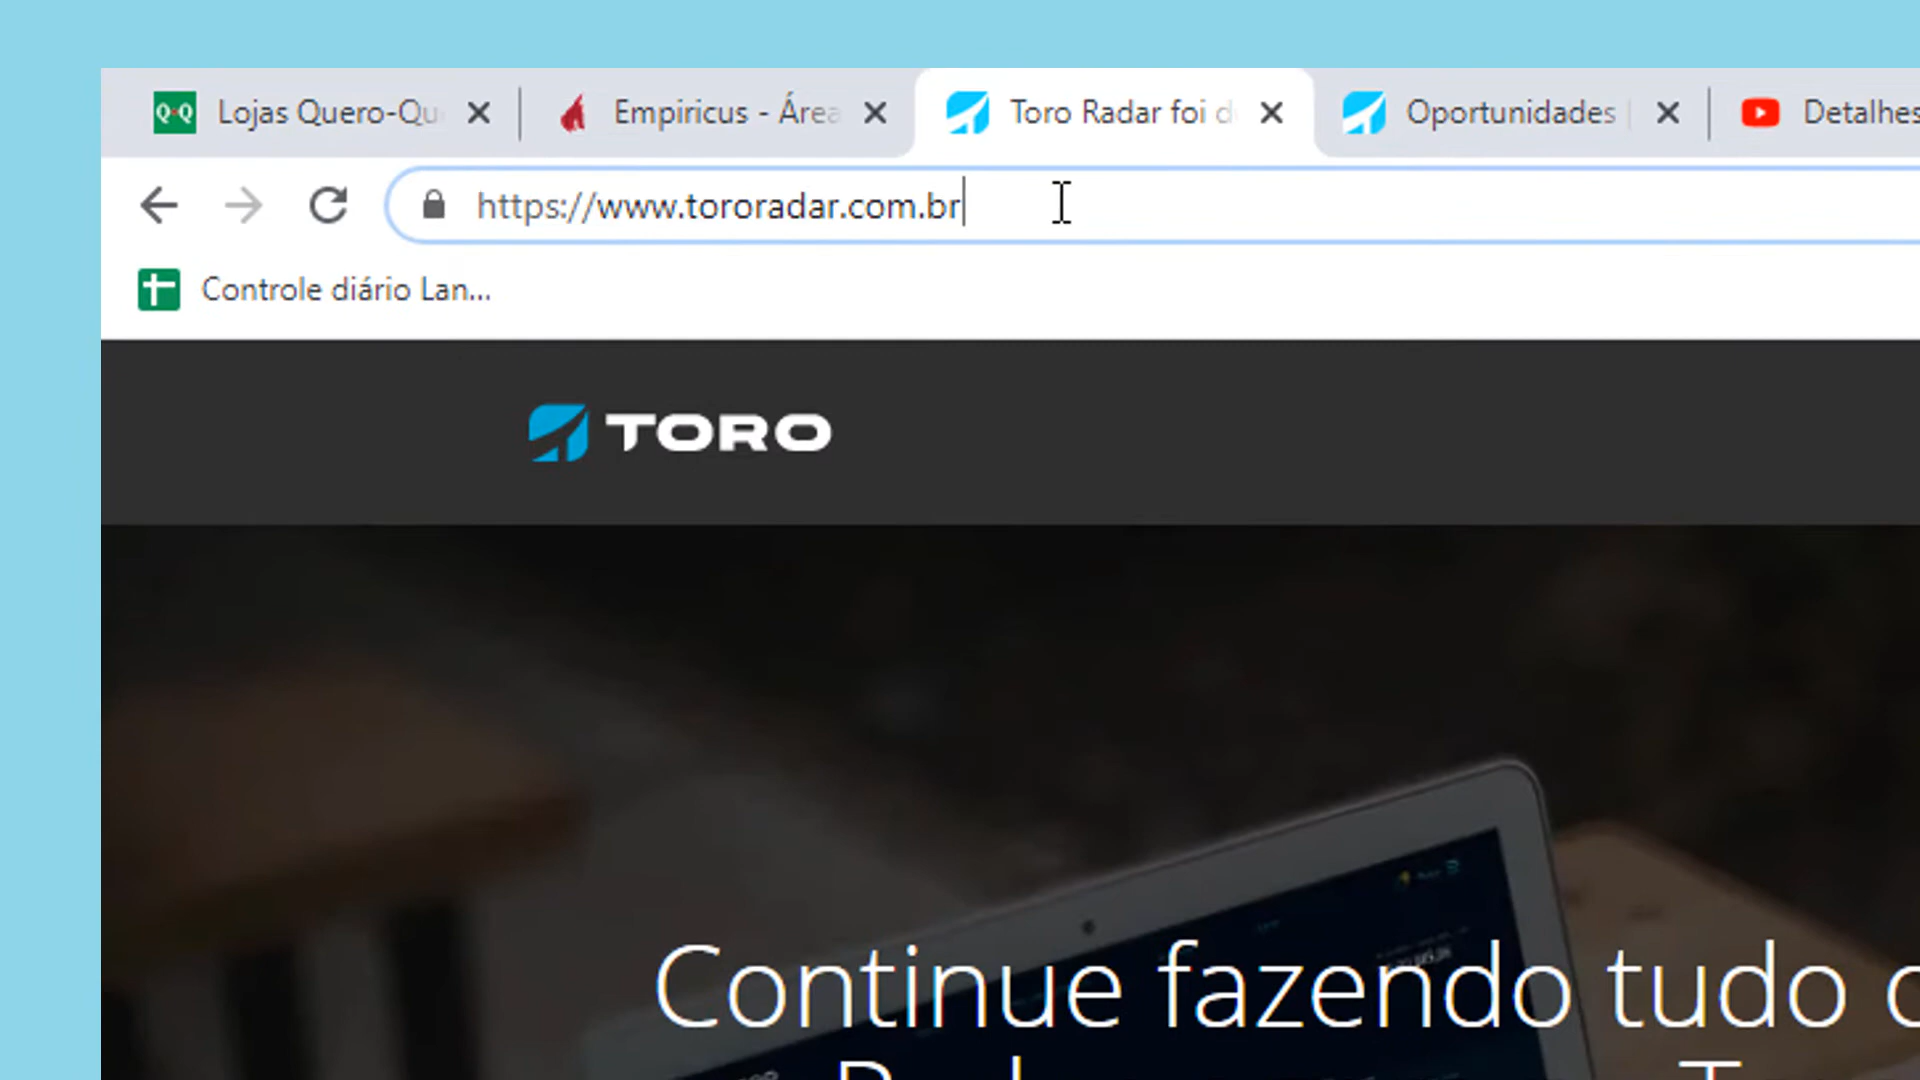 Q-Q Lojas Quero-Qu
Empiricus - Área
Toro Radar foi d
Oportunidades
Detalhes
https://www.tororadar.com.br
Controle diário Lan...
TORO
Continue fazendo tudo